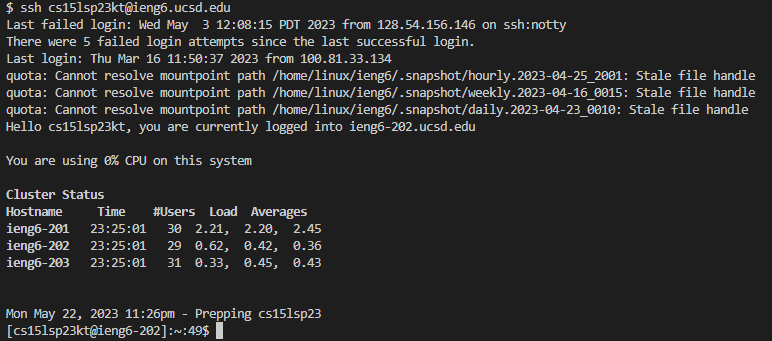 $ ssh cs15lsp23kt@ieng6.ucsd.edu
Last failed login: Wed May  3 12:08:15 PDT 2023 from 128.54.156.146 on ssh:notty
There were 5 failed login attempts since the last successful login.
Last login: Thu Mar 16 11:50:37 2023 from 100.81.33.134
quota: Cannot resolve mountpoint path /home/linux/ieng6/.snapshot/hourly.2023-04-25_2001: Stale file handle
quota: Cannot resolve mountpoint path /home/linux/ieng6/.snapshot/weekly.2023-04-16_0015: Stale file handle
quota: Cannot resolve mountpoint path /home/linux/ieng6/.snapshot/daily.2023-04-23_0010: Stale file handle
Hello cs15lsp23kt, you are currently logged into ieng6-202.ucsd.edu

You are using 0% CPU on this system

Cluster Status
Hostname     Time    #Users  Load  Averages
ieng6-201   23:25:01   30  2.21,  2.20,  2.45
ieng6-202   23:25:01   29  0.62,  0.42,  0.36
ieng6-203   23:25:01   31  0.33,  0.45,  0.43

Mon May 22, 2023 11:26pm - Prepping cs15lsp23
[cs15lsp23kt@ieng6-202]:~:49$